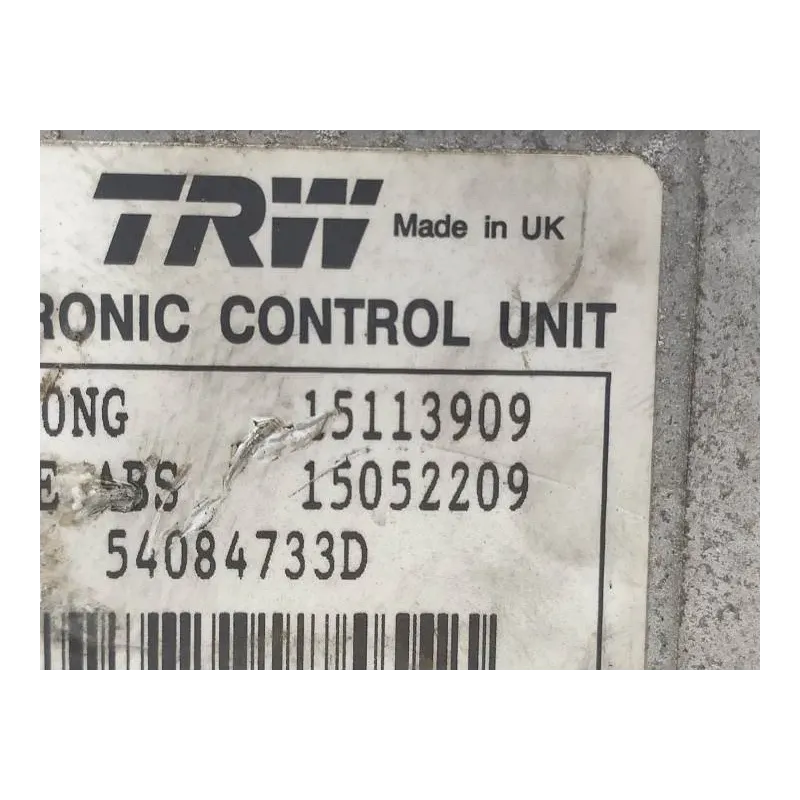 TRW Made in UK
RONIC CONTROL UNIT
ONG 15113909
E ABS 15052209
54084733D